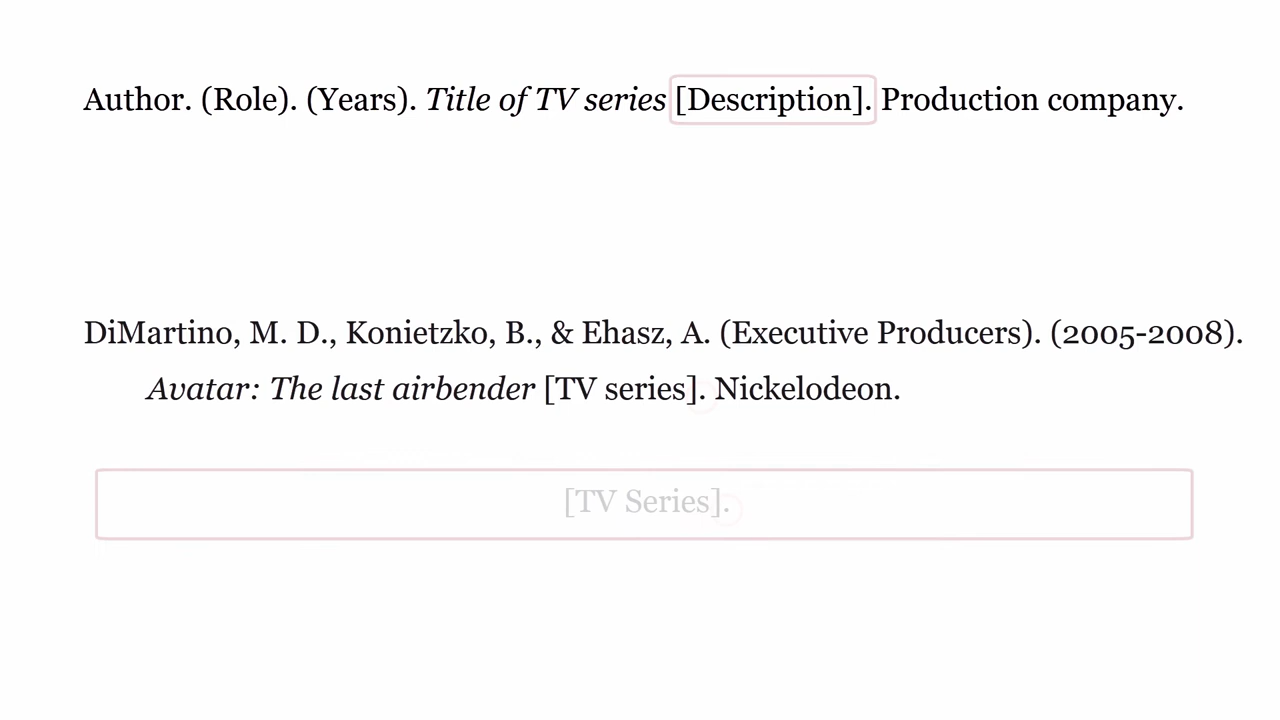 Author. (Role). (Years). Title of TV series [Description]. Production company.
DiMartino, M. D., Konietzko, B., & Ehasz, A. (Executive Producers). (2005-2008).
Avatar: The last airbender [TV series]. Nickelodeon.
[TV Series].